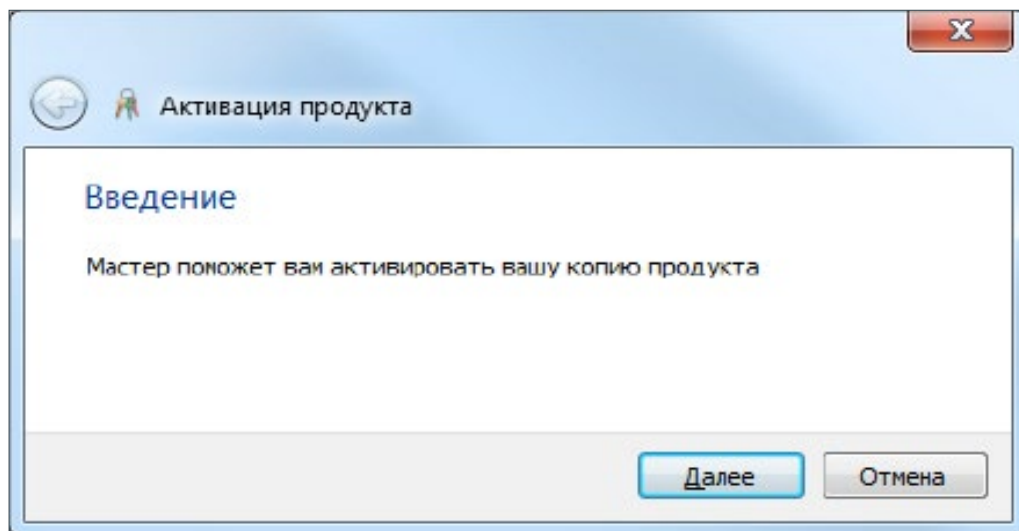 Активация продукта
Введение
Мастер поможет вам активировать вашу копию продукта
Далее
Отмена